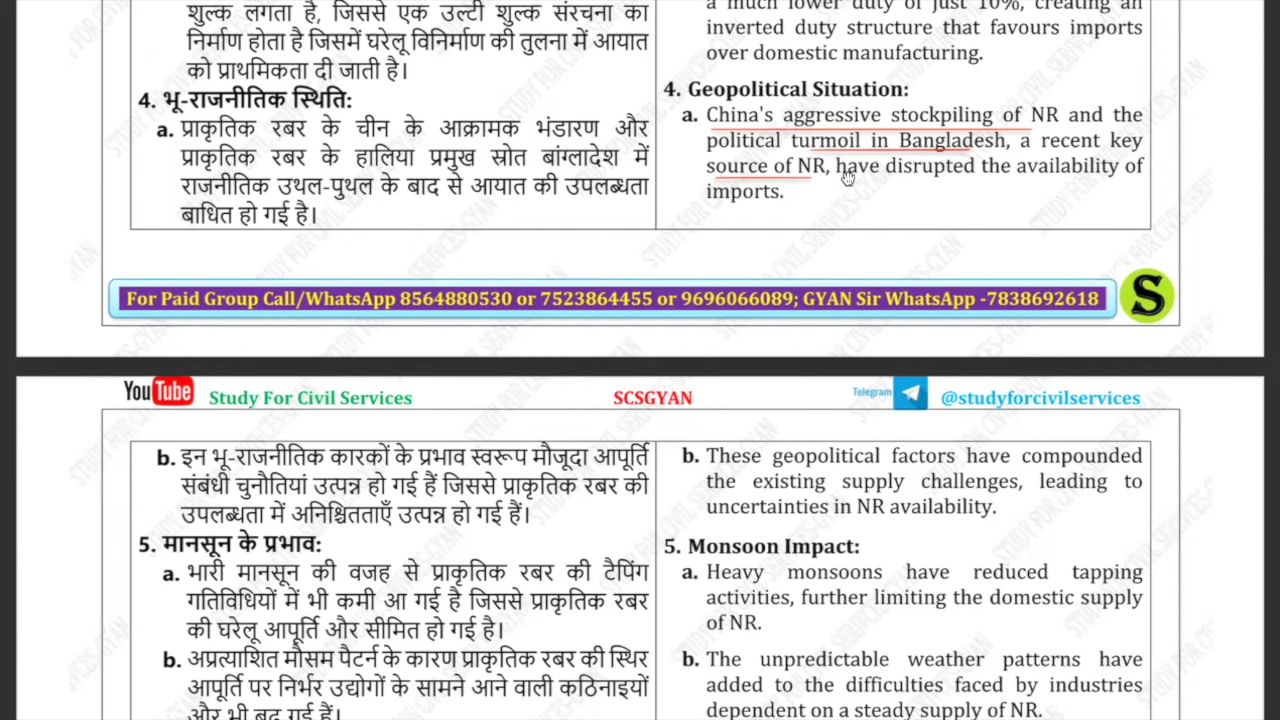 शुल्क लगता है, जिससे एक उल्टी शुल्क संरचना का
निर्माण होता है जिसमें घरेलू विनिर्माण की तुलना में आयात
को प्राथमिकता दी जाती है।
4. भू-राजनीतिक स्थिति:
a. प्राकृतिक रबर के चीन के आक्रामक भंडारण और
प्राकृतिक रबर के हालिया प्रमुख स्रोत बांग्लादेश में
राजनीतिक उथल-पुथल के बाद से आयात की उपलब्धता
बाधित हो गई है।
a much lower duty of just 10%, creating an
inverted duty structure that favours imports
over domestic manufacturing.
4. Geopolitical Situation:
a. China's aggressive stockpiling of NR and the
political turmoil in Bangladesh, a recent key
source of NR, have disrupted the availability of
imports.
For Paid Group Call/WhatsApp 8564880530 or 7523864455 or 9696066089; GYAN Sir WhatsApp -7838692618
S
YouTube Study For Civil Services SCSGYAN Telegram @studyforcivilservices
b. इन भू-राजनीतिक कारकों के प्रभाव स्वरूप मौजूदा आपूर्ति
संबंधी चुनौतियां उत्पन्न हो गई हैं जिससे प्राकृतिक रबर की
उपलब्धता में अनिश्चितताएँ उत्पन्न हो गई हैं।
5. मानसून के प्रभाव:
a. भारी मानसून की वजह से प्राकृतिक रबर की टैपिंग
गतिविधियों में भी कमी आ गई है जिससे प्राकृतिक रबर
की घरेलू आपूर्ति और सीमित हो गई है।
b. अप्रत्याशित मौसम पैटर्न के कारण प्राकृतिक रबर की स्थिर
आपूर्ति पर निर्भर उद्योगों के सामने आने वाली कठिनाइयों
और भी बढ़ गई हैं।
b. These geopolitical factors have compounded
the existing supply challenges, leading to
uncertainties in NR availability.
5. Monsoon Impact:
a. Heavy monsoons have reduced tapping
activities, further limiting the domestic supply
of NR.
b. The unpredictable weather patterns have
added to the difficulties faced by industries
dependent on a steady supply of NR.
STUDY FOR CIVIL SERVICES-GYAN